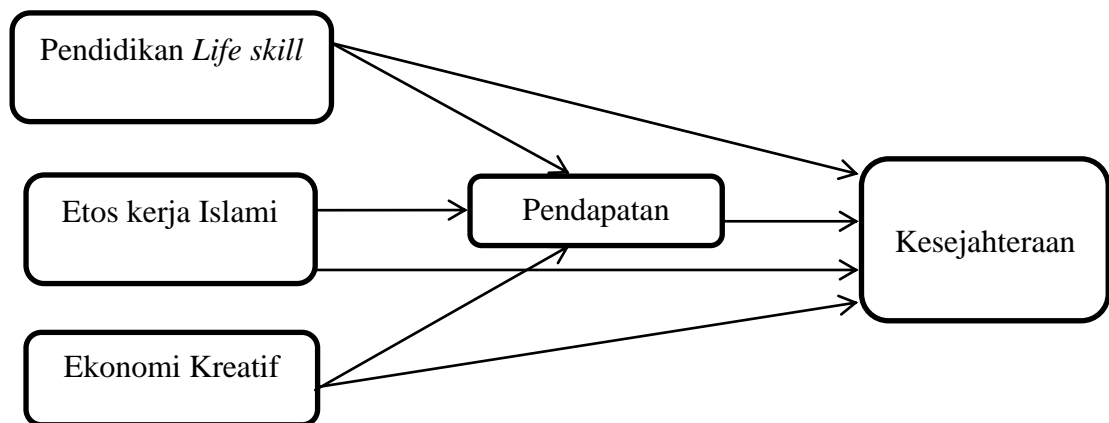 Pendidikan Life skill
Etos kerja Islami
Pendapatan
Kesejahteraan
Ekonomi Kreatif